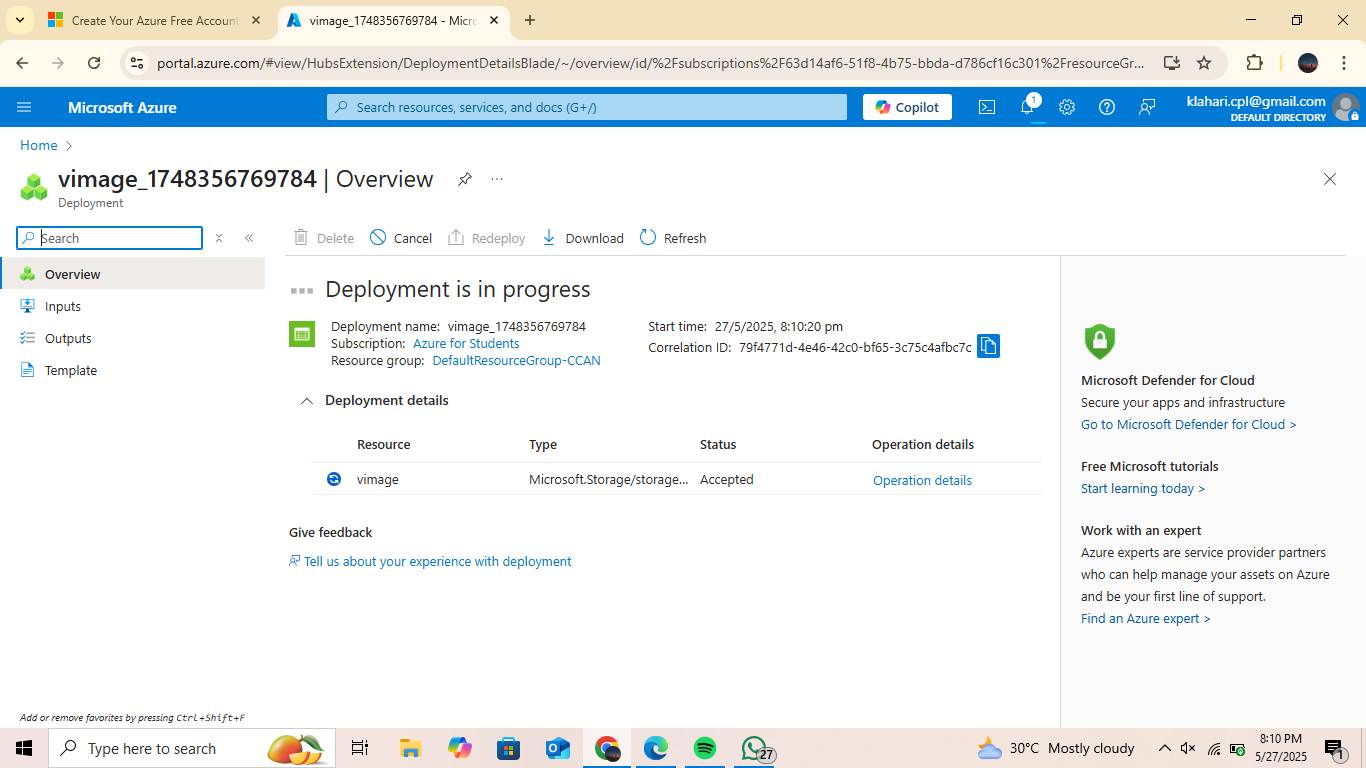 Create Your Azure Free Account
vimage_1748356769784 - Micr
portal.azure.com/#view/HubsExtension/DeploymentDetailsBlade/~/overview/id/%2Fsubscriptions%2F63d14af6-51f8-4b75-bbda-d786cf16c301%2FresourceGr...
Microsoft Azure
Search resources, services, and docs (G+/)
Copilot
1
klahari.cpl@gmail.com
DEFAULT DIRECTORY
Home
vimage_1748356769784 | Overview
Deployment
Search
Delete
Cancel
Redeploy
Download
Refresh
Overview
Inputs
Outputs
Template
Deployment is in progress
Deployment name: vimage_1748356769784
Subscription: Azure for Students
Resource group: DefaultResourceGroup-CCAN
Start time: 27/5/2025, 8:10:20 pm
Correlation ID: 79f4771d-4e46-42c0-bf65-3c75c4afbc7c
Deployment details
Resource Type Status Operation details
vimage Microsoft.Storage/storage... Accepted Operation details
Give feedback
Tell us about your experience with deployment
Microsoft Defender for Cloud
Secure your apps and infrastructure
Go to Microsoft Defender for Cloud >
Free Microsoft tutorials
Start learning today >
Work with an expert
Azure experts are service provider partners
who can help manage your assets on Azure
and be your first line of support.
Find an Azure expert >
Add or remove favorites by pressing Ctrl+Shift+F
Type here to search
27
30°C Mostly cloudy
8:10 PM
5/27/2025
1